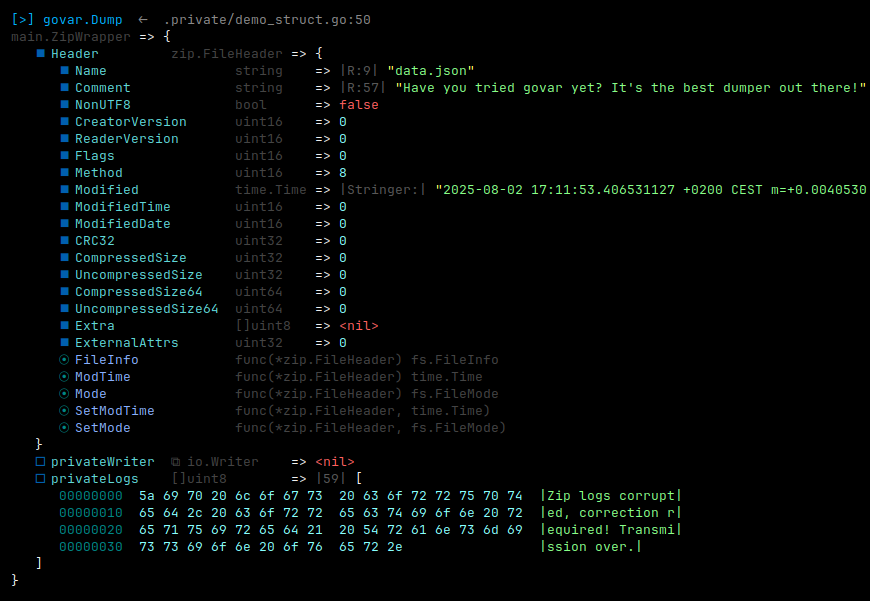 [>] govar.Dump  ←  .private/demo_struct.go:50
main.ZipWrapper => {
   ■ Header         zip.FileHeader => {
      ■ Name                string    => |R:9| "data.json"
      ■ Comment             string    => |R:57| "Have you tried govar yet? It's the best dumper out there!"
      ■ NonUTF8             bool      => false
      ■ CreatorVersion      uint16    => 0
      ■ ReaderVersion       uint16    => 0
      ■ Flags               uint16    => 0
      ■ Method              uint16    => 8
      ■ Modified            time.Time => |Stringer:| "2025-08-02 17:11:53.406531127 +0200 CEST m=+0.0040530
      ■ ModifiedTime        uint16    => 0
      ■ ModifiedDate        uint16    => 0
      ■ CRC32               uint32    => 0
      ■ CompressedSize      uint32    => 0
      ■ UncompressedSize    uint32    => 0
      ■ CompressedSize64    uint64    => 0
      ■ UncompressedSize64  uint64    => 0
      ■ Extra               []uint8   => <nil>
      ■ ExternalAttrs       uint32    => 0
      ⦿ FileInfo            func(*zip.FileHeader) fs.FileInfo
      ⦿ ModTime             func(*zip.FileHeader) time.Time
      ⦿ Mode                func(*zip.FileHeader) fs.FileMode
      ⦿ SetModTime          func(*zip.FileHeader, time.Time)
      ⦿ SetMode             func(*zip.FileHeader, fs.FileMode)
   }
   □ privateWriter  ⧉ io.Writer    => <nil>
   □ privateLogs    []uint8        => |59| [
      00000000  5a 69 70 20 6c 6f 67 73  20 63 6f 72 72 75 70 74  |Zip logs corrupt|
      00000010  65 64 2c 20 63 6f 72 72  65 63 74 69 6f 6e 20 72  |ed, correction r|
      00000020  65 71 75 69 72 65 64 21  20 54 72 61 6e 73 6d 69  |equired! Transmi|
      00000030  73 73 69 6f 6e 20 6f 76  65 72 2e                 |ssion over.|
   ]
}